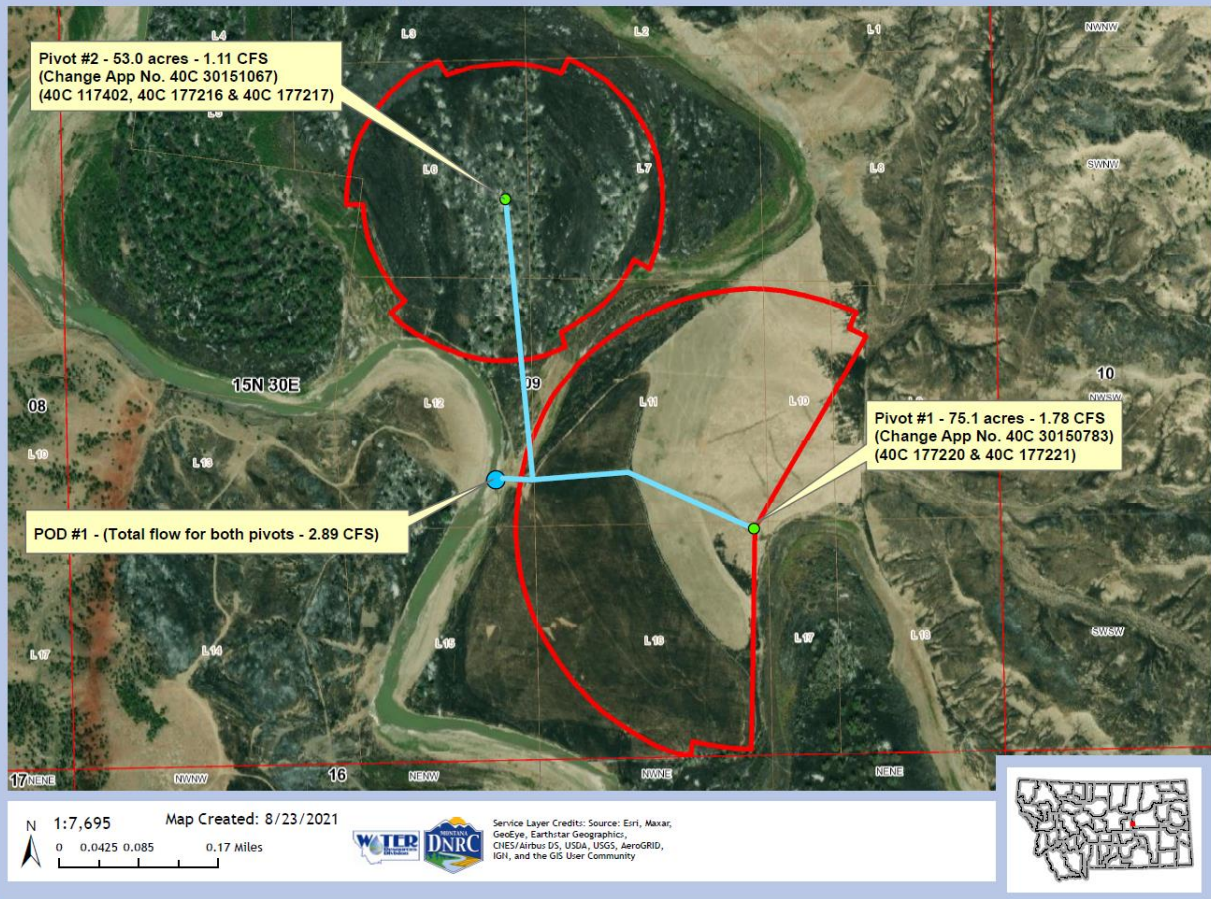 L4
L3
L2
L1
NWNW
Pivot #2 - 53.0 acres - 1.11 CFS
(Change App No. 40C 30151067)
(40C 117402, 40C 177216 & 40C 177217)
L6
L7
L8
SWNW
15N 30E
09
08
10
L12
L11
L10
NWSW
L10
L13
Pivot #1 - 75.1 acres - 1.78 CFS
(Change App No. 40C 30150783)
(40C 177220 & 40C 177221)
POD #1 - (Total flow for both pivots - 2.89 CFS)
L17
L14
L15
L16
L17
L18
SWSW
17
NENE
NWNW
16
NENW
NWNE
NENE
N
1:7,695
Map Created: 8/23/2021
0 0.0425 0.085 0.17 Miles
WATER
MONTANA
DNRC
Service Layer Credits: Source: Esri, Maxar,
GeoEye, Earthstar Geographics,
CNES/Airbus DS, USDA, USGS, AeroGRID,
IGN, and the GIS User Community